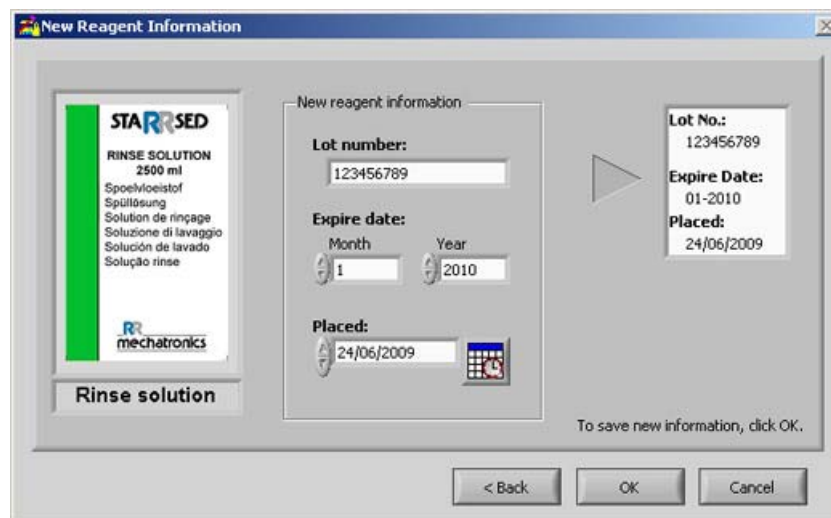 New Reagent Information
STARRSED
RINSE SOLUTION
2500 ml
Spoelvloeistof
Spüllösung
Solution de rinçage
Soluzione di lavaggio
Solución de lavado
Solução rinse
RR
mechatronics
Rinse solution
New reagent information
Lot number:
123456789
Expire date:
Month Year
1 2010
Placed:
24/06/2009
Lot No.:
123456789
Expire Date:
01-2010
Placed:
24/06/2009
To save new information, click OK.
< Back OK Cancel